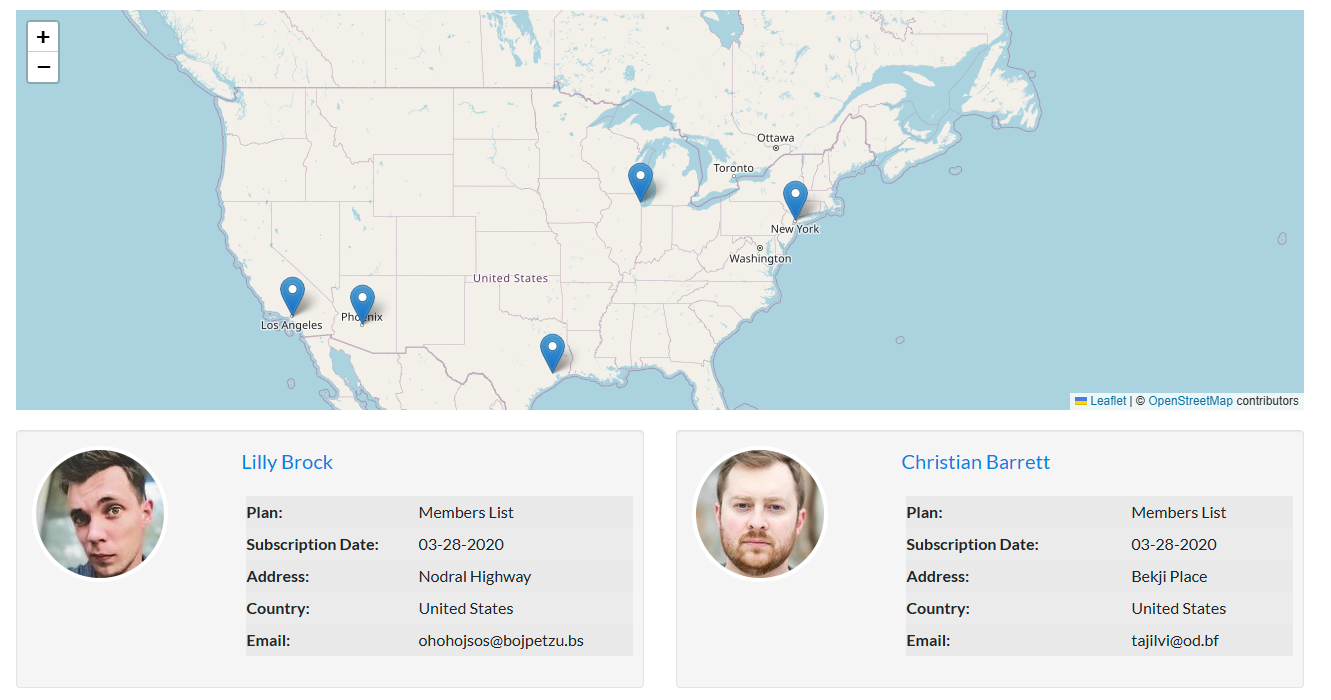 +
−
Ottawa
Toronto
New York
Washington
United States
Los Angeles
Phoenix
Leaflet | © OpenStreetMap contributors
Lilly Brock
Plan: Members List
Subscription Date: 03-28-2020
Address: Nodral Highway
Country: United States
Email: ohohojsos@bojpetzu.bs
Christian Barrett
Plan: Members List
Subscription Date: 03-28-2020
Address: Bekji Place
Country: United States
Email: tajilvi@od.bf